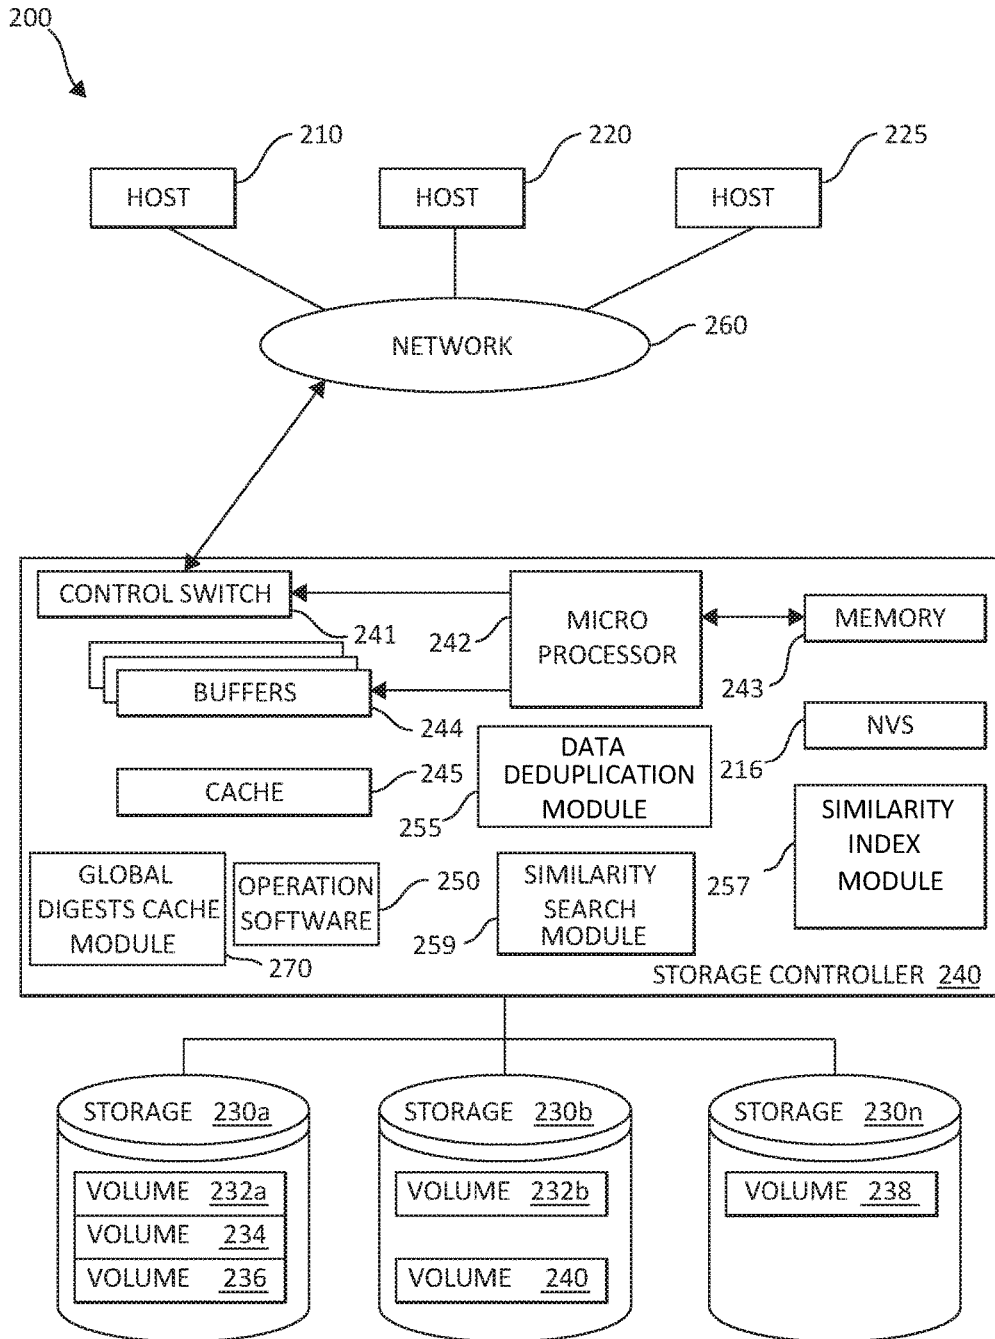 200
210
220
225
HOST
HOST
HOST
NETWORK
260
CONTROL SWITCH
241
242
MICRO
PROCESSOR
MEMORY
243
BUFFERS
244
NVS
216
CACHE
245
DATA
DEDUPLICATION
MODULE
255
SIMILARITY
INDEX
MODULE
257
GLOBAL
DIGESTS CACHE
MODULE
270
OPERATION
SOFTWARE
250
SIMILARITY
SEARCH
MODULE
259
STORAGE CONTROLLER 240
STORAGE 230a
STORAGE 230b
STORAGE 230n
VOLUME 232a
VOLUME 234
VOLUME 236
VOLUME 232b
VOLUME 240
VOLUME 238